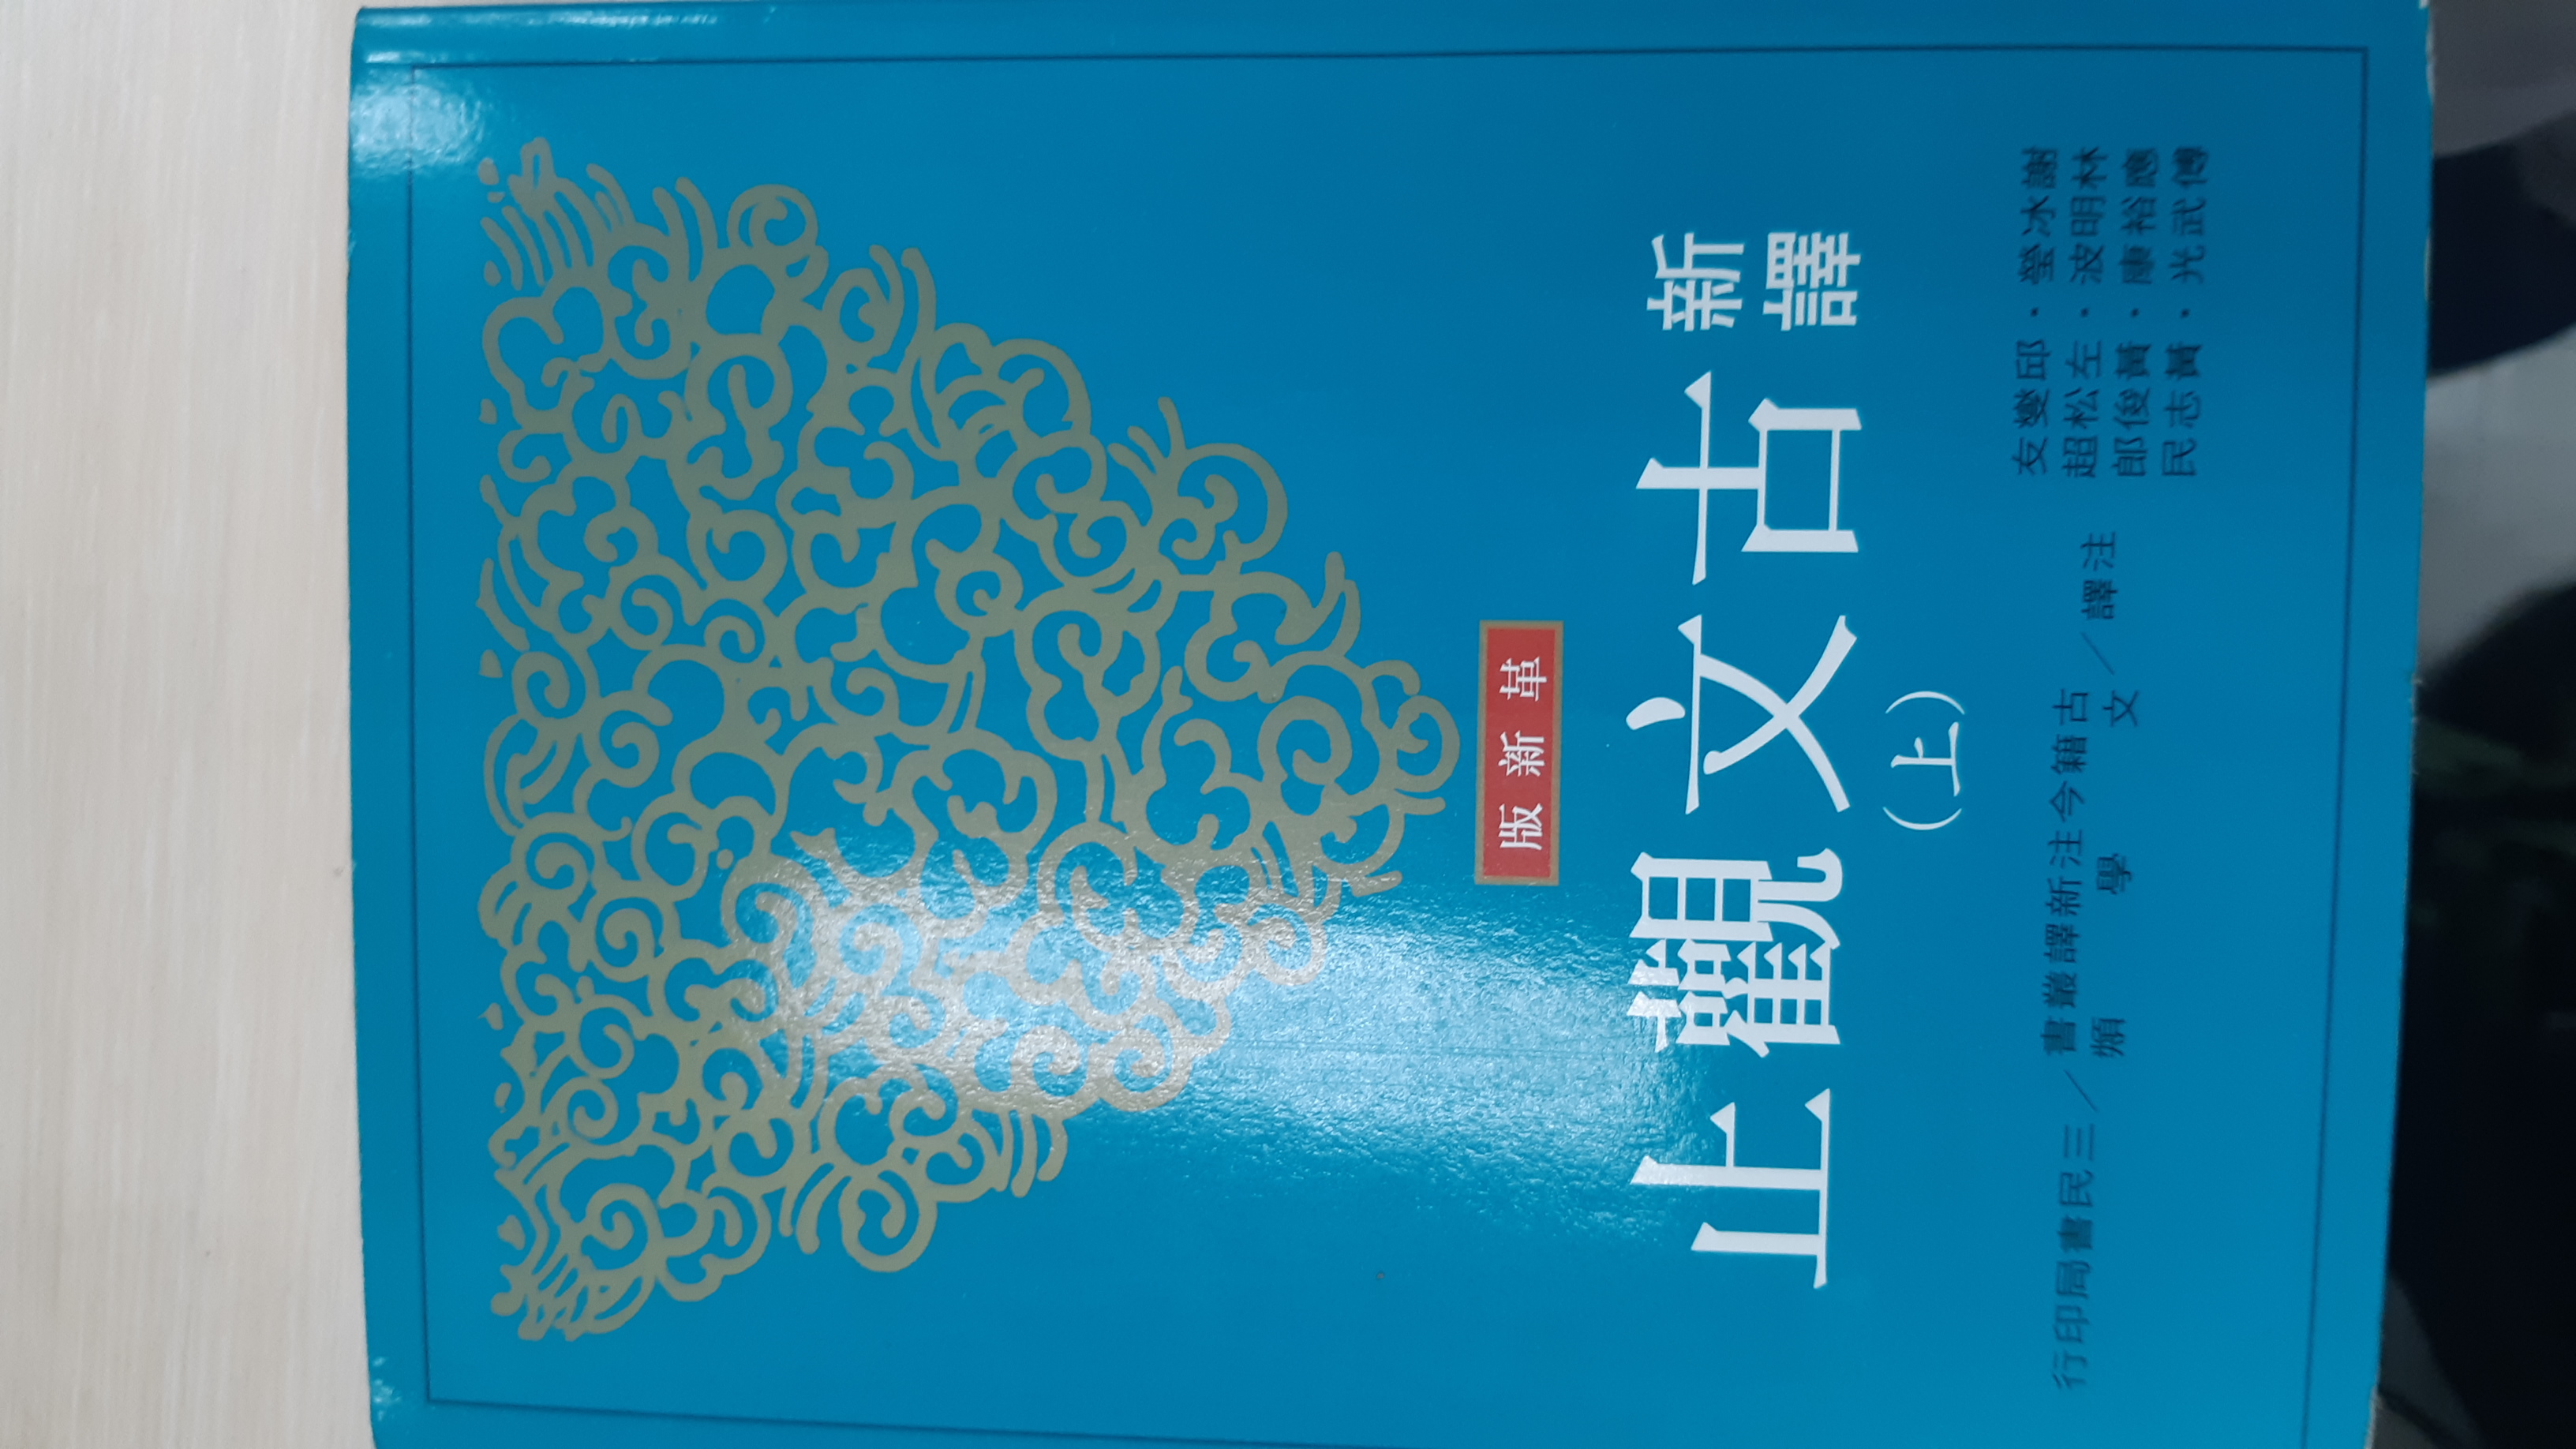 革新版
新譯
古文觀止
(上)
謝冰瑩・邱燮友
林明波・左松超
應裕康・黃俊郎
傅武光・黃志民
注譯／
古籍今注新譯叢書
文學類
／三民書局印行